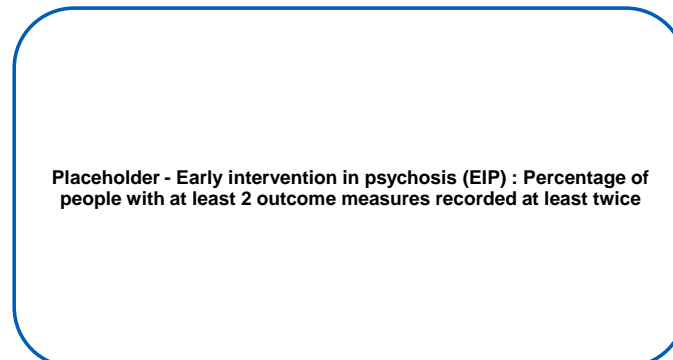 Placeholder - Early intervention in psychosis (EIP) : Percentage of
people with at least 2 outcome measures recorded at least twice